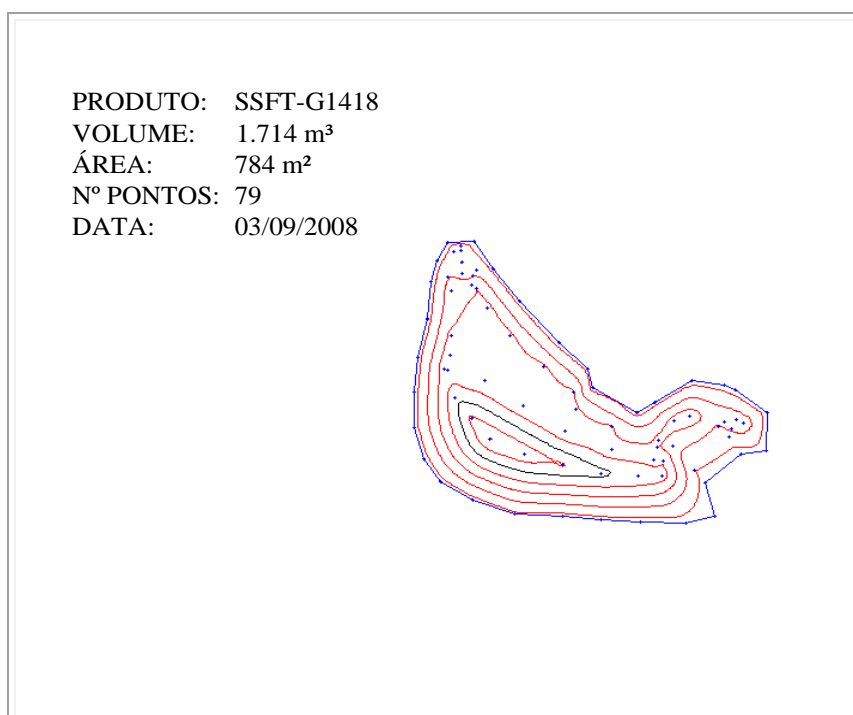 PRODUTO: SSFT-G1418
VOLUME: 1.714 m³
ÁREA: 784 m²
Nº PONTOS: 79
DATA: 03/09/2008